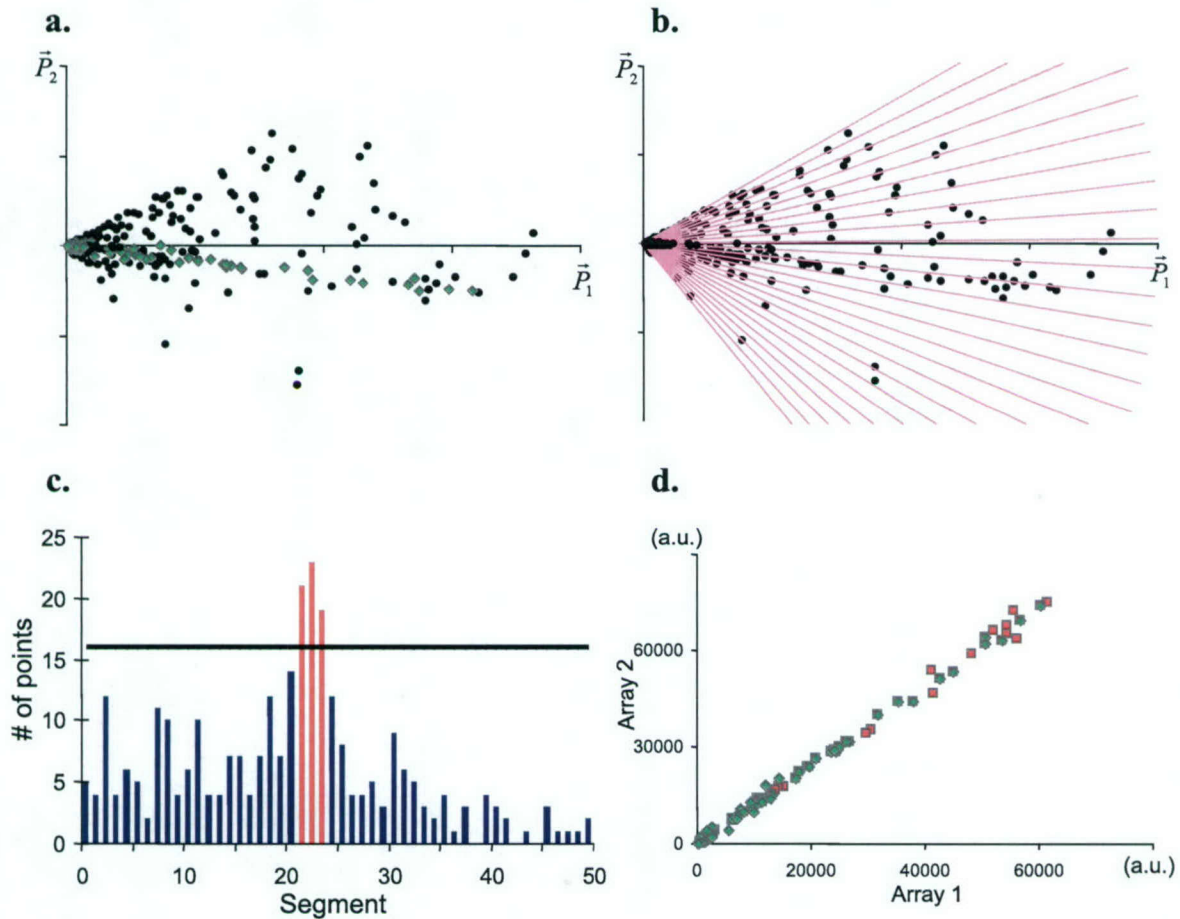 a.
b.
P⃗2
P⃗2
P⃗1
P⃗1
c.
d.
# of points
25
20
15
10
5
0
0
10
20
30
40
50
Segment
(a.u.)
Array 2
60000
30000
0
0
20000
40000
60000
(a.u.)
Array 1